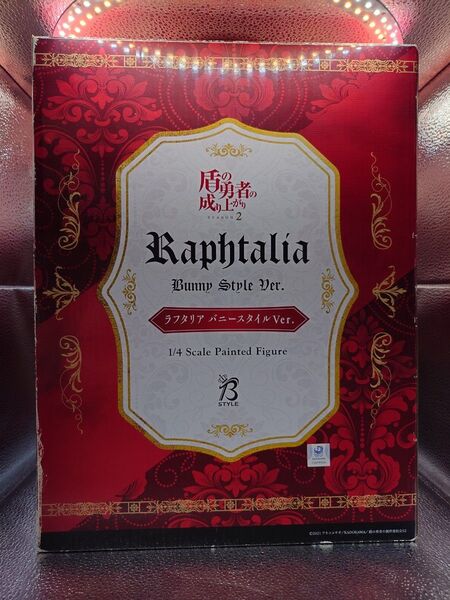 盾の勇者の
成り上がり
SEASON 2
Raphtalia
Bunny Style Ver.
ラフタリア バニースタイルVer.
1/4 Scale Painted Figure
B
STYLE